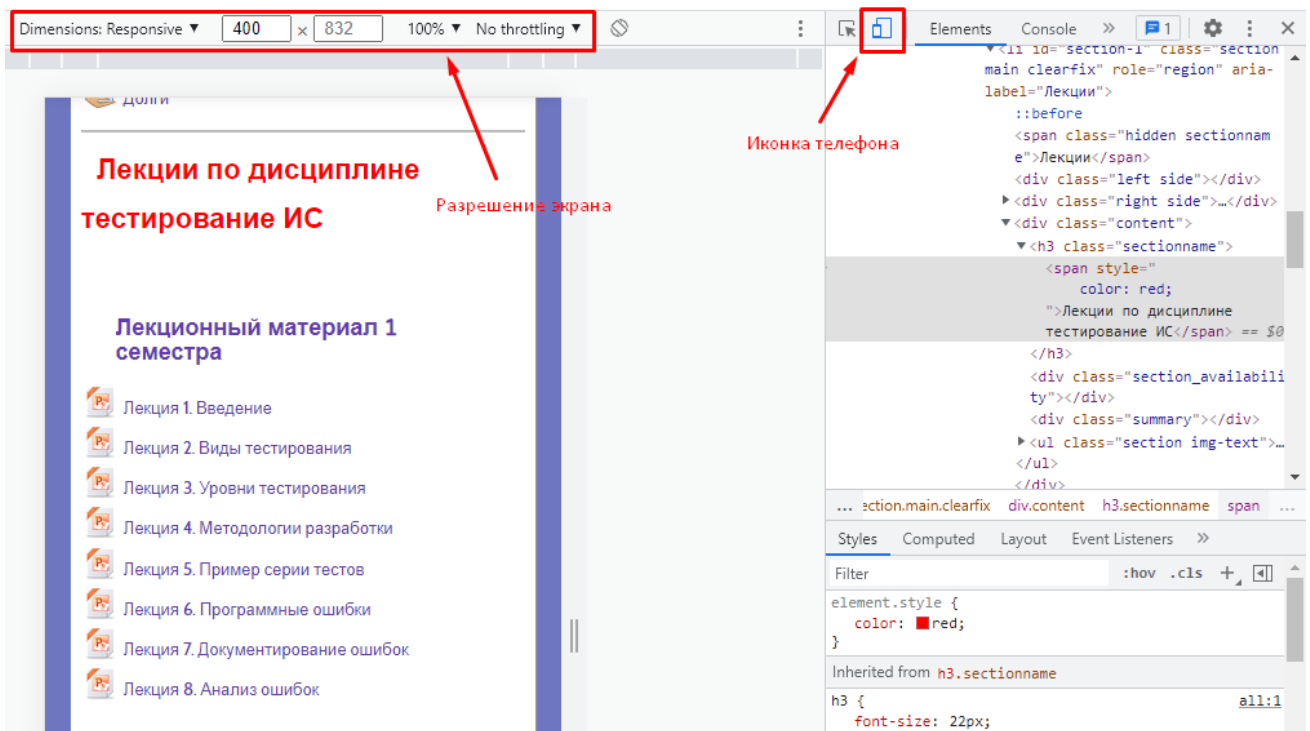 Dimensions: Responsive ▼ 400 × 832 100% ▼ No throttling ▼
Elements Console » 1
Долги
Лекции по дисциплине
тестирование ИС
Разрешение экрана
Иконка телефона
Лекционный материал 1
семестра
Лекция 1. Введение
Лекция 2. Виды тестирования
Лекция 3. Уровни тестирования
Лекция 4. Методологии разработки
Лекция 5. Пример серии тестов
Лекция 6. Программные ошибки
Лекция 7. Документирование ошибок
Лекция 8. Анализ ошибок
▼<li id="section-1" class="section
main clearfix" role="region" aria-
label="Лекции">
::before
<span class="hidden sectionnam
e">Лекции</span>
<div class="left side"></div>
▶<div class="right side">…</div>
▼<div class="content">
▼<h3 class="sectionname">
<span style="
color: red;
">Лекции по дисциплине
тестирование ИС</span> == $0
</h3>
<div class="section_availabili
ty"></div>
<div class="summary"></div>
▶<ul class="section img-text">…
</ul>
</div>
... ection.main.clearfix div.content h3.sectionname span ...
Styles Computed Layout Event Listeners »
Filter :hov .cls +
element.style {
color: red;
}
Inherited from h3.sectionname
h3 { all:1
font-size: 22px;